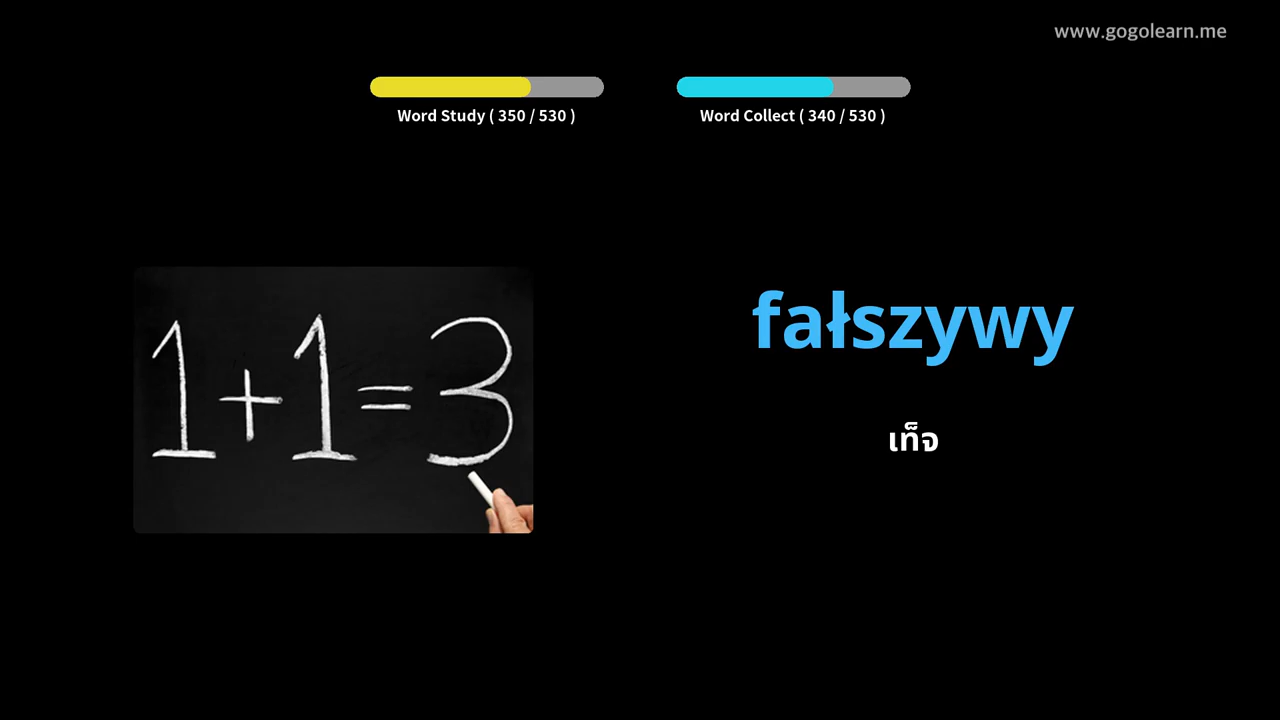 www.gogolearn.me
Word Study ( 350 / 530 )
Word Collect ( 340 / 530 )
1+1=3
fałszywy
เท็จ